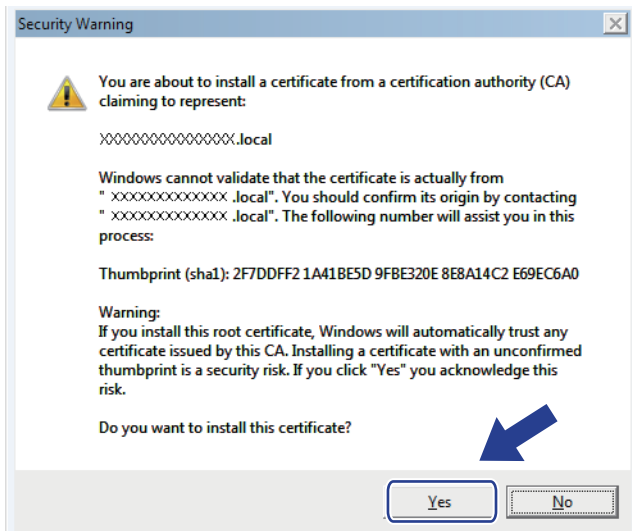 Security Warning
You are about to install a certificate from a certification authority (CA)
claiming to represent:
XXXXXXXXXXXXXXX.local
Windows cannot validate that the certificate is actually from
" XXXXXXXXXXXXX .local". You should confirm its origin by contacting
" XXXXXXXXXXXXX .local". The following number will assist you in this
process:
Thumbprint (sha1): 2F7DDFF2 1A41BE5D 9FBE320E 8E8A14C2 E69EC6A0
Warning:
If you install this root certificate, Windows will automatically trust any
certificate issued by this CA. Installing a certificate with an unconfirmed
thumbprint is a security risk. If you click "Yes" you acknowledge this
risk.
Do you want to install this certificate?
Yes No